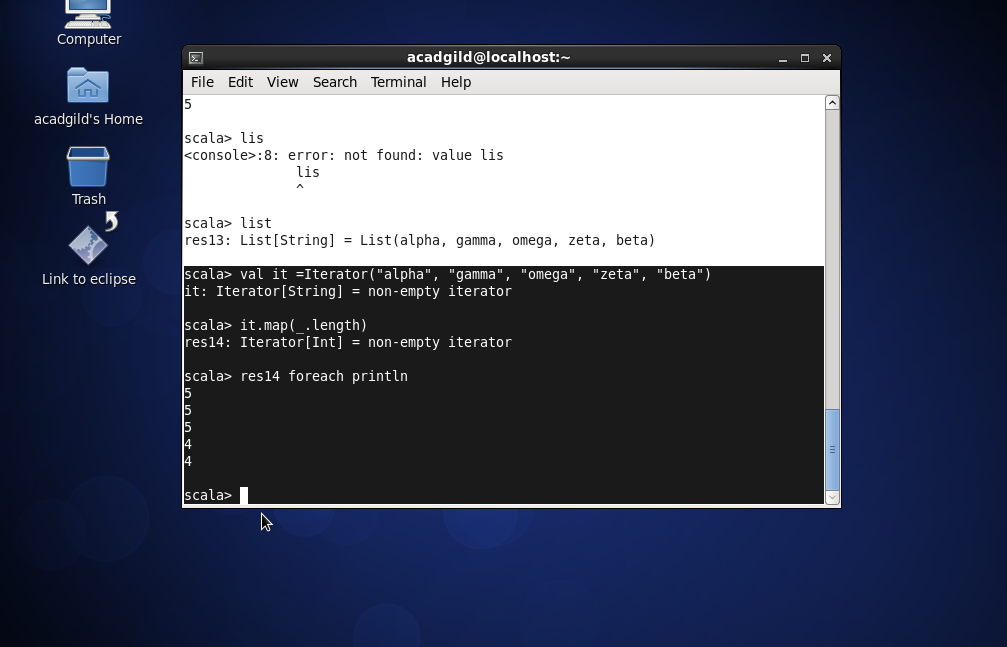 Computer
acadgild's Home
Trash
Link to eclipse
acadgild@localhost:~
File Edit View Search Terminal Help
5
scala> lis
<console>:8: error: not found: value lis
              lis
              ^
scala> list
res13: List[String] = List(alpha, gamma, omega, zeta, beta)
scala> val it =Iterator("alpha", "gamma", "omega", "zeta", "beta")
it: Iterator[String] = non-empty iterator
scala> it.map(_.length)
res14: Iterator[Int] = non-empty iterator
scala> res14 foreach println
5
5
5
4
4
scala>